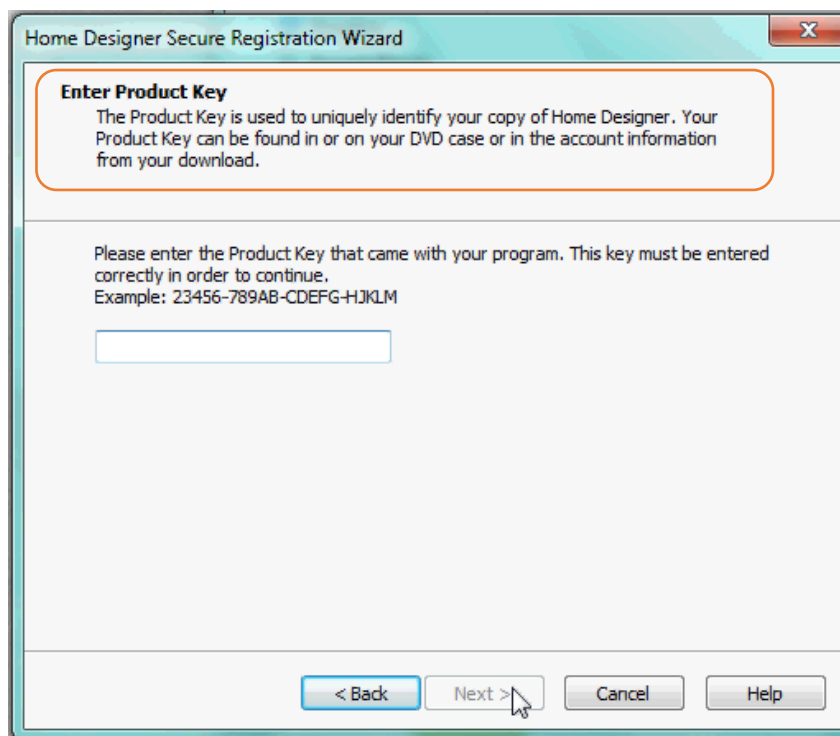 Home Designer Secure Registration Wizard
Enter Product Key
The Product Key is used to uniquely identify your copy of Home Designer. Your
Product Key can be found in or on your DVD case or in the account information
from your download.
Please enter the Product Key that came with your program. This key must be entered
correctly in order to continue.
Example: 23456-789AB-CDEFG-HJKLM
< Back Next > Cancel Help